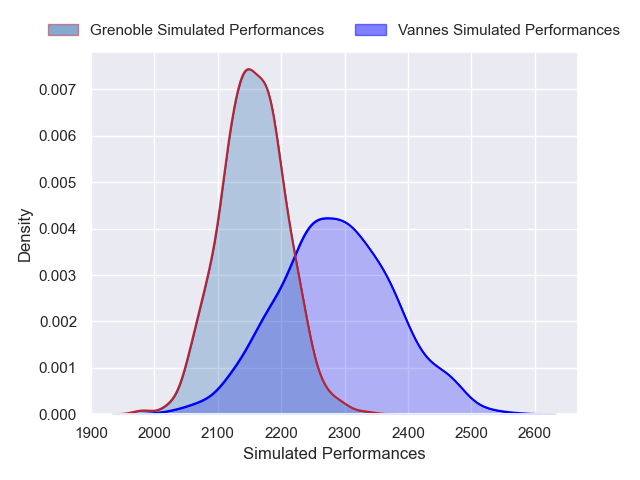 Grenoble Simulated Performances Vannes Simulated Performances
0.007
0.006
0.005
0.004
0.003
0.002
0.001
0.000
Density
1900 2000 2100 2200 2300 2400 2500 2600
Simulated Performances